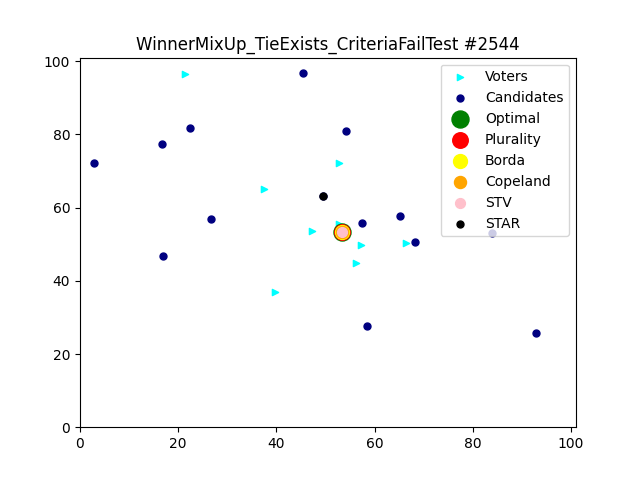 WinnerMixUp_TieExists_CriteriaFailTest #2544
100
80
60
40
20
0
0 20 40 60 80 100
Voters
Candidates
Optimal
Plurality
Borda
Copeland
STV
STAR